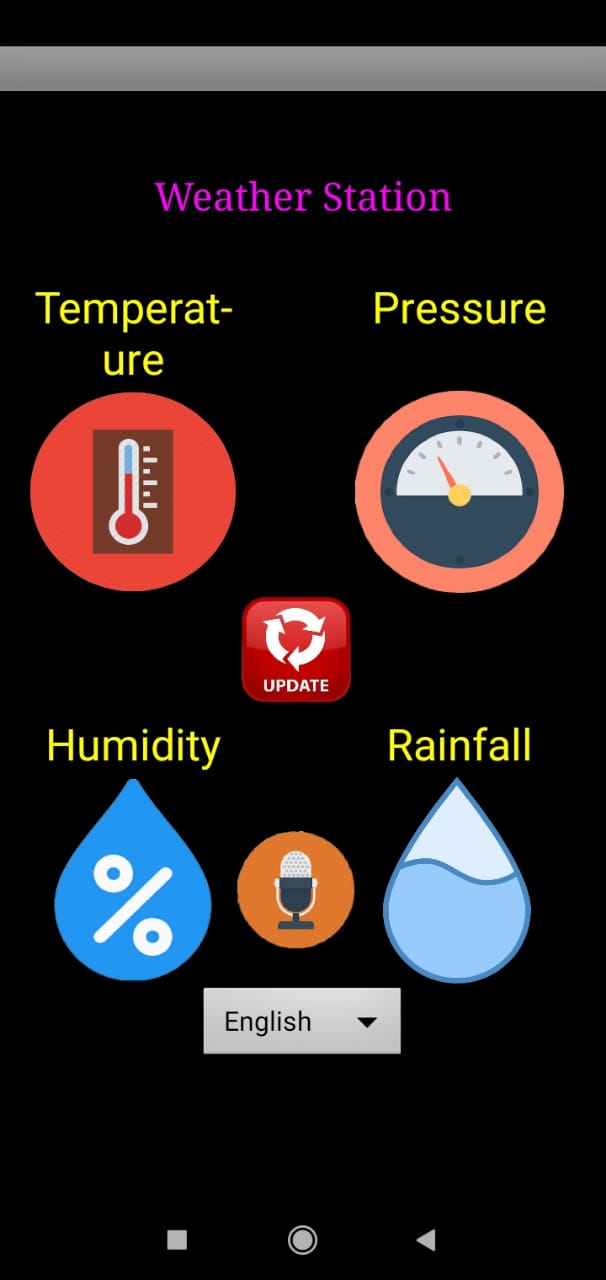 Weather Station
Temperat-
ure
Pressure
UPDATE
Humidity
Rainfall
%
English